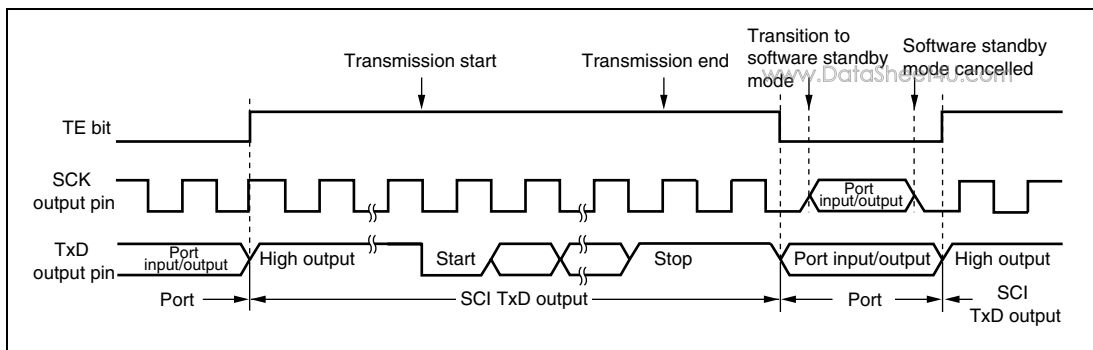 Transmission start
Transmission end
Transition to
software standby
mode
Software standby
mode cancelled
www.DataSheet4U.com
TE bit
SCK
output pin
Port
input/output
TxD
output pin
Port
input/output
High output
Start
Stop
Port input/output
High output
Port
SCI TxD output
Port
SCI
TxD output